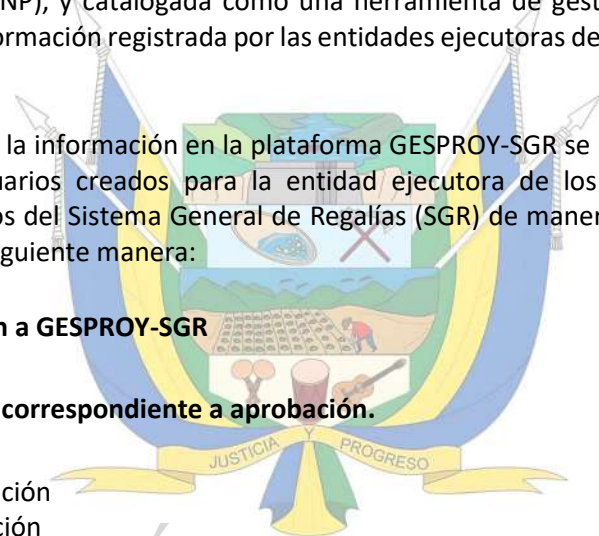 NP), y catalogada como una herramienta de gest
ormación registrada por las entidades ejecutoras de
la información en la plataforma GESPROY-SGR se
uarios creados para la entidad ejecutora de los
os del Sistema General de Regalías (SGR) de maner
iguiente manera:
n a GESPROY-SGR
correspondiente a aprobación.
JUSTICIA Y PROGRESO
ción
ción